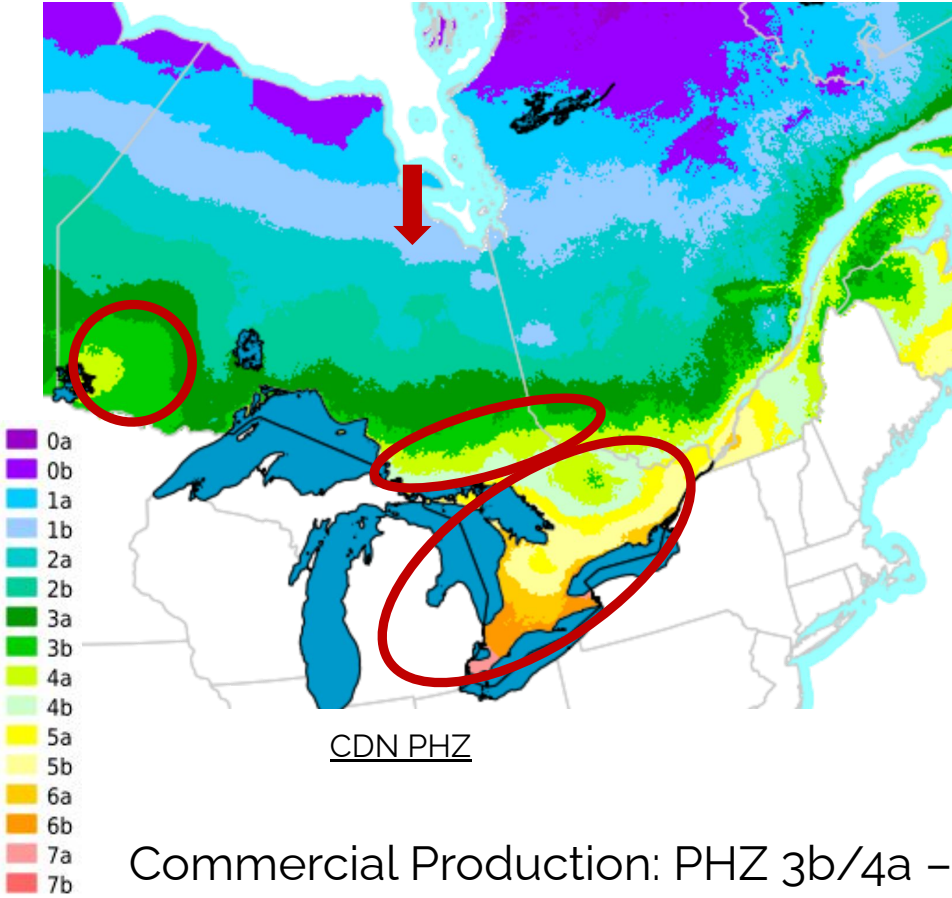 0a
0b
1a
1b
2a
2b
3a
3b
4a
4b
5a
5b
6a
6b
7a
7b
CDN PHZ
Commercial Production: PHZ 3b/4a –